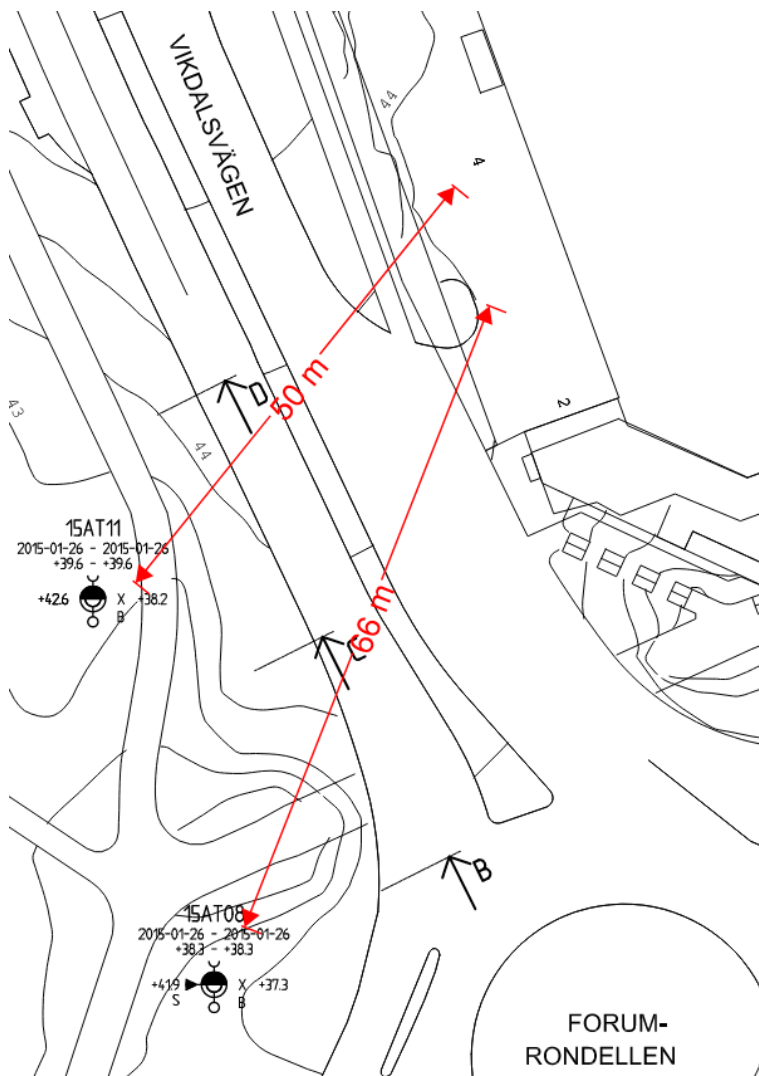 VIKDALSVÄGEN
44
4
50 m
D
2
43
44
15AT11
2015-01-26 - 2015-01-26
+39.6 - +39.6
+42.6 X +38.2
B
66 m
C
B
15AT08
2015-01-26 - 2015-01-26
+38.3 - +38.3
+41.9 X +37.3
S B
FORUM-
RONDELLEN